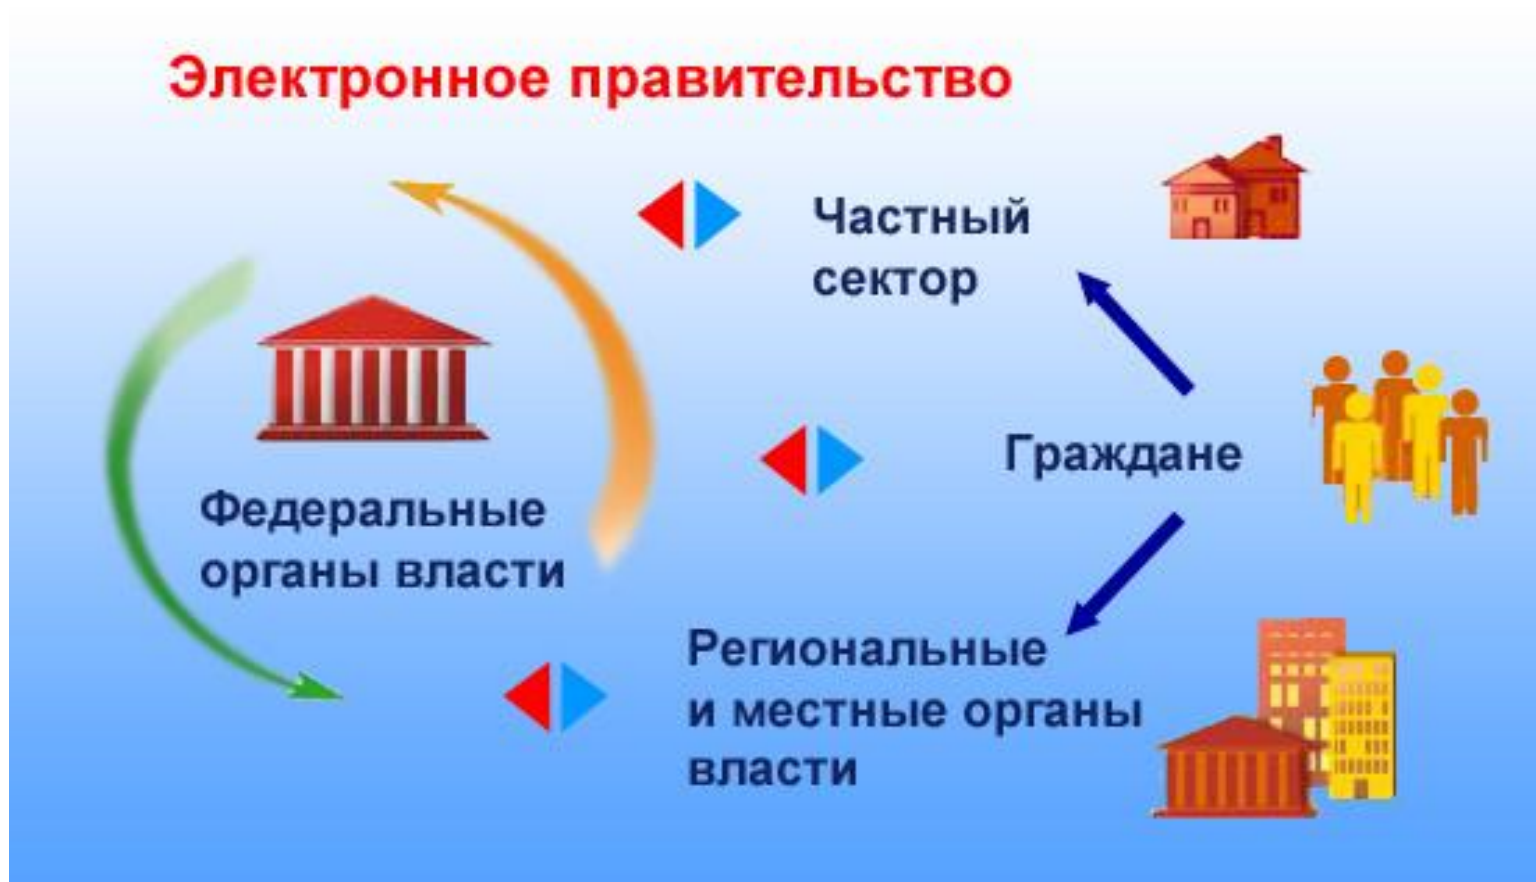 Электронное правительство
Частный
сектор
Граждане
Федеральные
органы власти
Региональные
и местные органы
власти